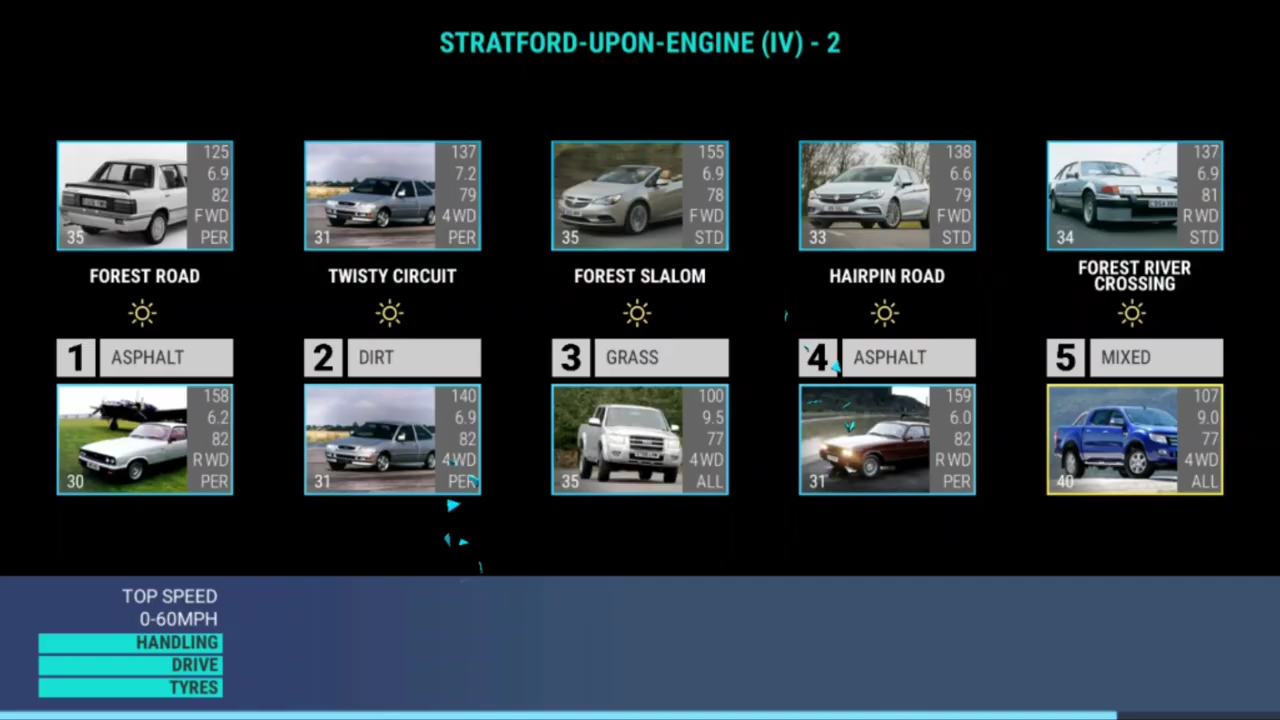 STRATFORD-UPON-ENGINE (IV) - 2
125
6.9
82
FWD
PER
35
137
7.2
79
4WD
PER
31
155
6.9
78
FWD
STD
35
138
6.6
79
FWD
STD
33
137
6.9
81
RWD
STD
34
FOREST ROAD
TWISTY CIRCUIT
FOREST SLALOM
HAIRPIN ROAD
FOREST RIVER
CROSSING
1 ASPHALT
2 DIRT
3 GRASS
4 ASPHALT
5 MIXED
158
6.2
82
RWD
PER
30
140
6.9
82
4WD
PER
31
100
9.5
77
4WD
ALL
35
159
6.0
82
RWD
PER
31
107
9.0
77
4WD
ALL
40
TOP SPEED
0-60MPH
HANDLING
DRIVE
TYRES